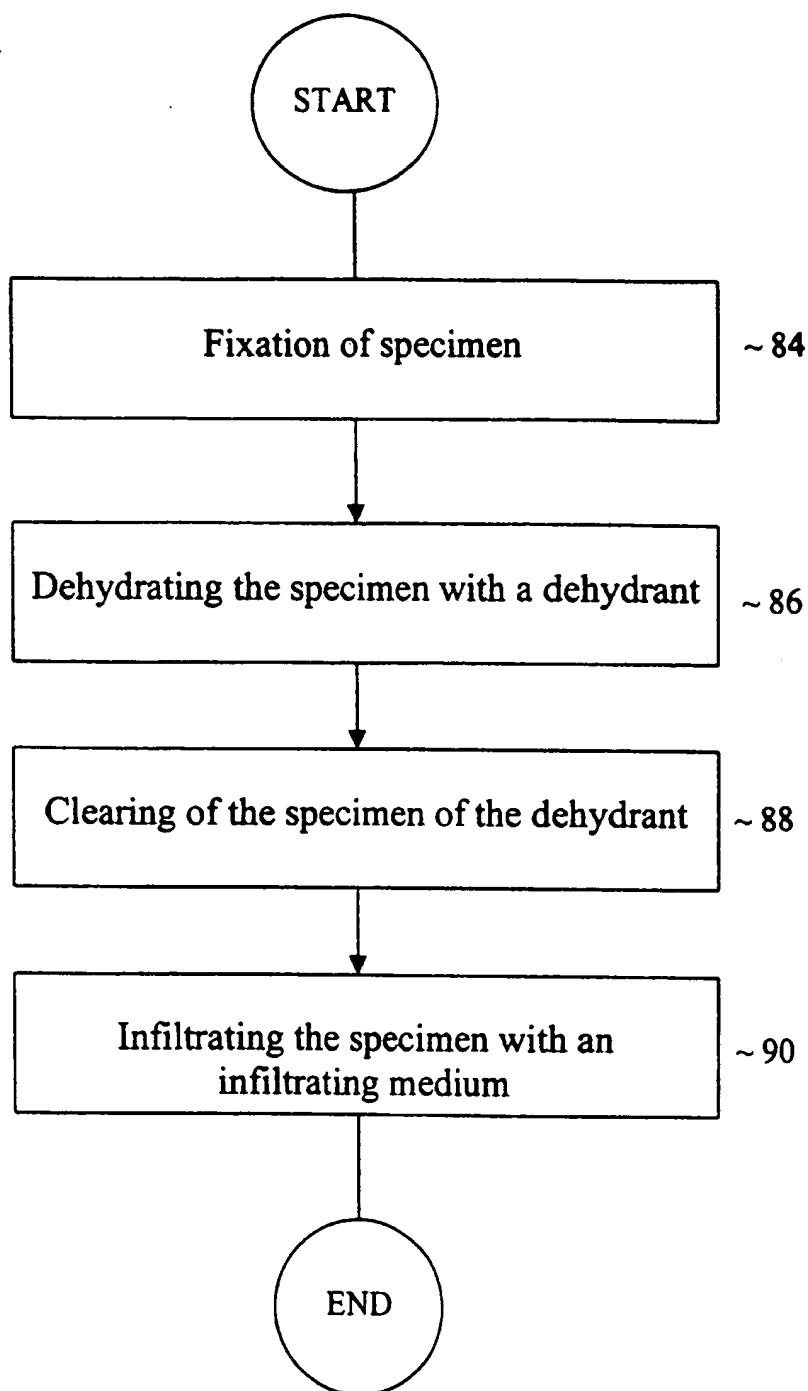 START
Fixation of specimen
~ 84
Dehydrating the specimen with a dehydrant
~ 86
Clearing of the specimen of the dehydrant
~ 88
Infiltrating the specimen with an
infiltrating medium
~ 90
END